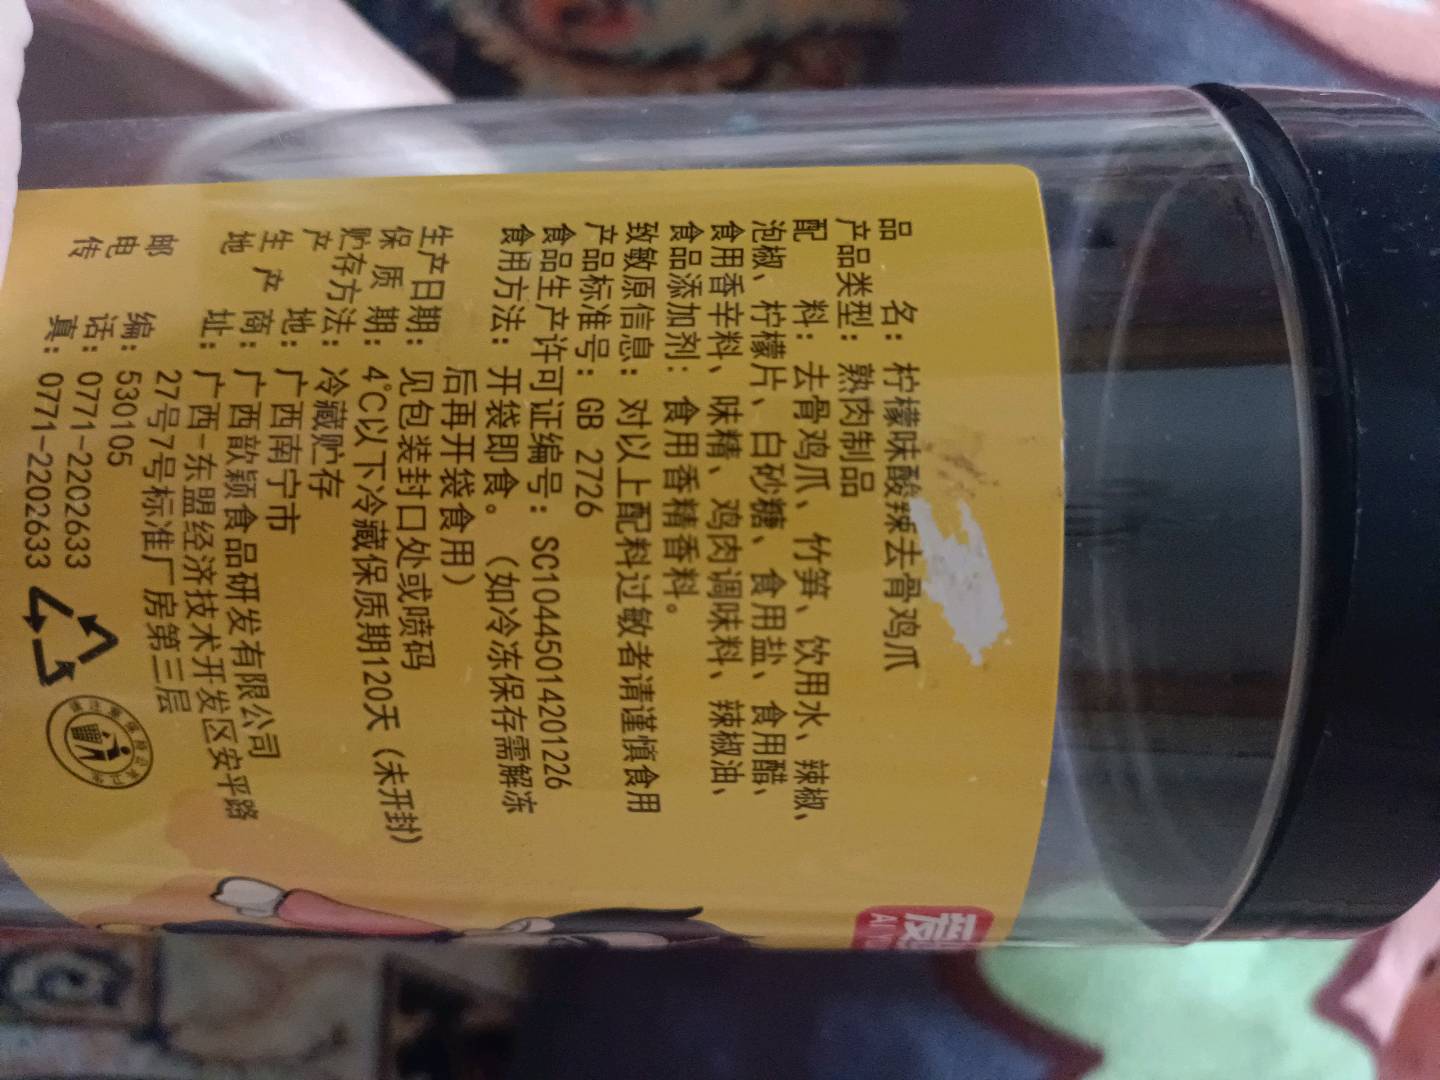 品 名：柠檬味酸辣去骨鸡爪
产品类型：熟肉制品
配 料：去骨鸡爪、竹笋、饮用水、辣椒、
泡椒、柠檬片、白砂糖、食用盐、食用醋、
食用香辛料、味精、鸡肉调味料、辣椒油、
食品添加剂：食用香精香料。
致敏原信息：对以上配料过敏者请谨慎食用
产品标准号：GB 2726
食品生产许可证编号：SC10445014201226
食用方法：开袋即食。（如冷冻保存需解冻
后再开袋食用）
生产日期：见包装封口处或喷码
保质期：4℃以下冷藏保质期120天（未开封）
贮存方法：冷藏贮存
产 地：广西南宁市
生 产 商：广西歆颖食品研发有限公司
地 址：广西-东盟经济技术开发区安平路
27号7号标准厂房第三层
邮 编：530105
电 话：0771-2202633
传 真：0771-2202633
爱